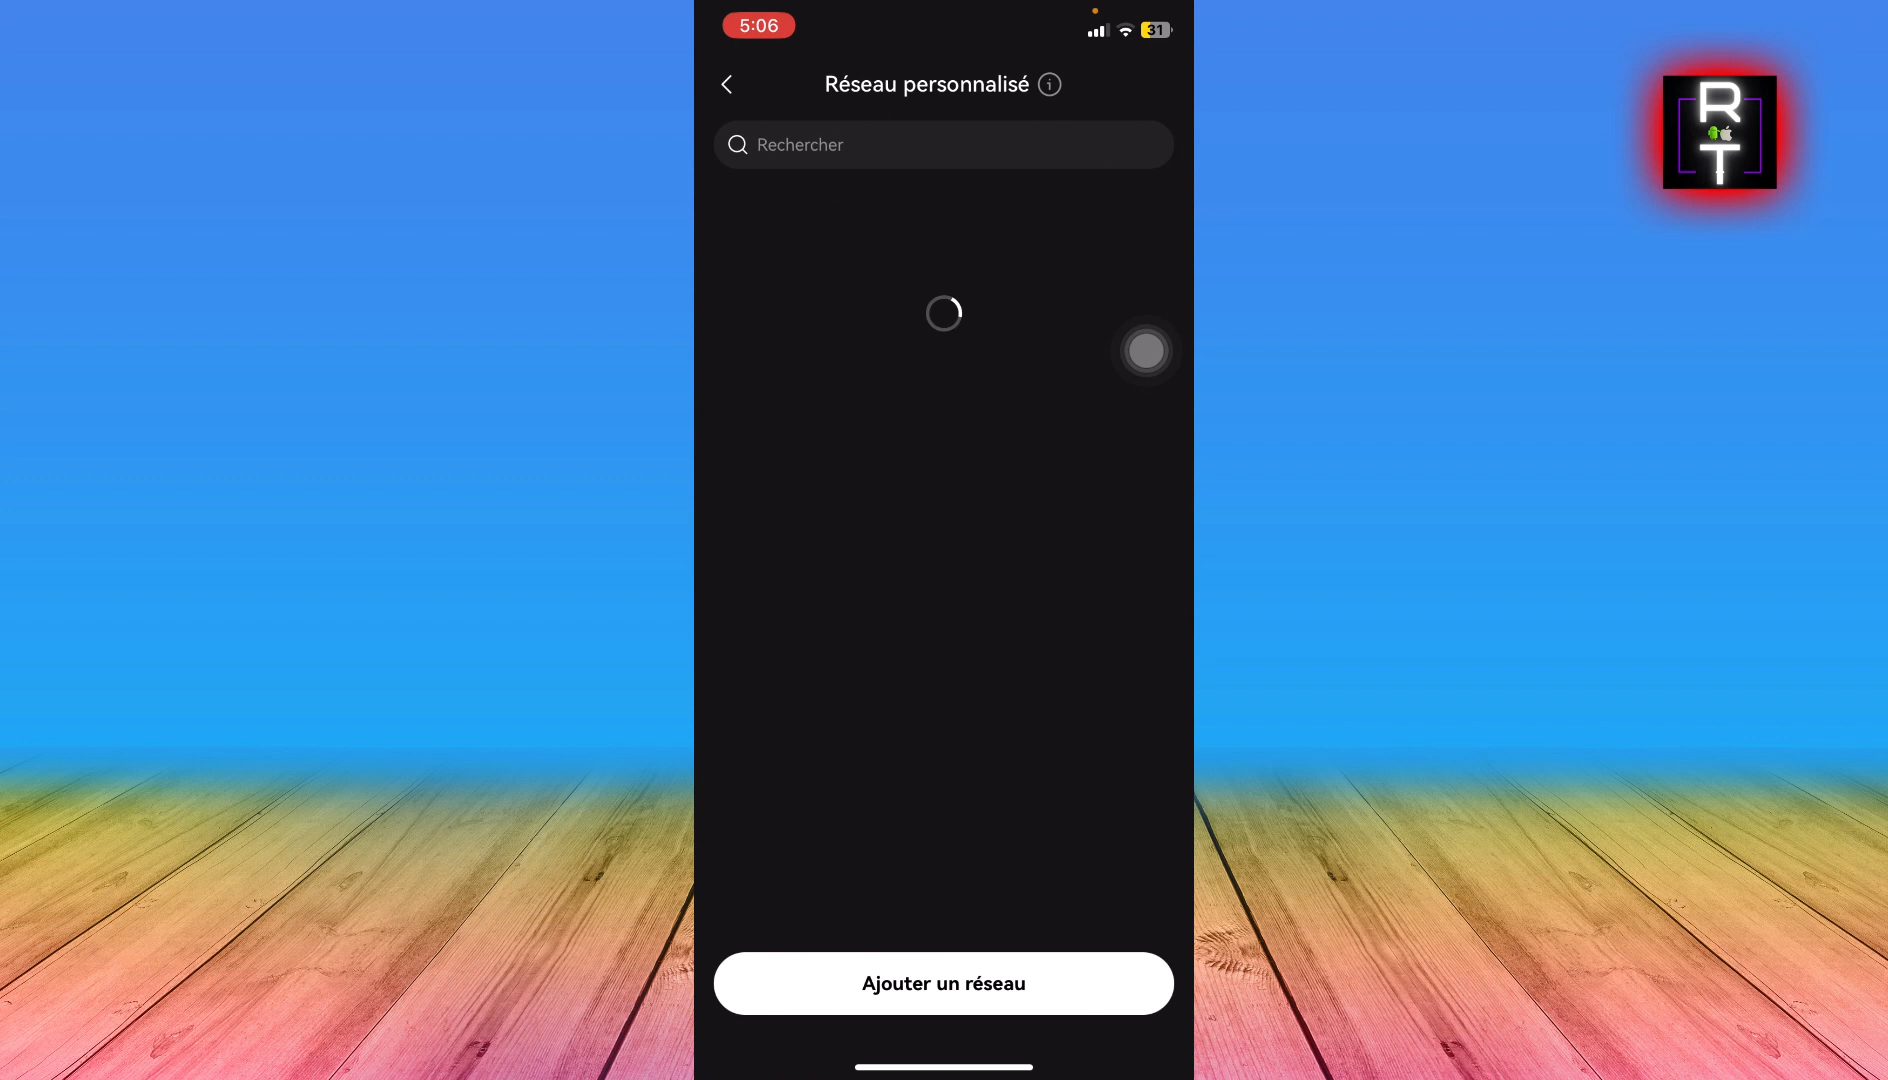 5:06
31
Réseau personnalisé
Rechercher
Ajouter un réseau
R
T